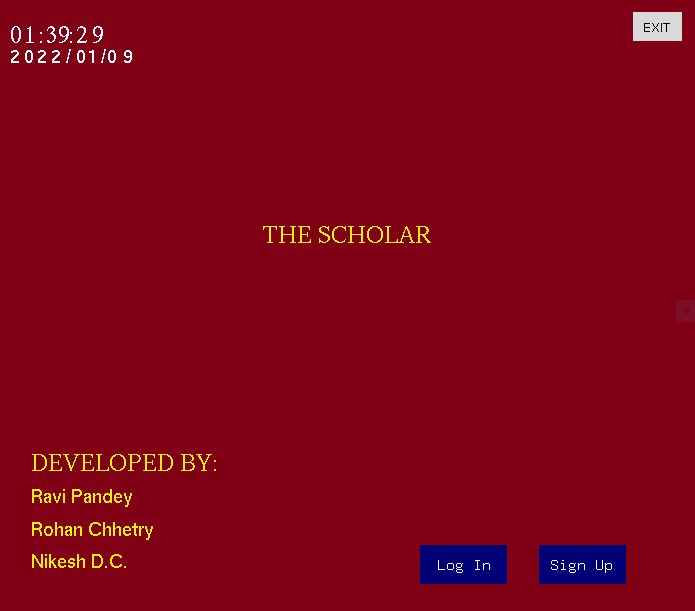 01:39:29
EXIT
2022/01/09
THE SCHOLAR
DEVELOPED BY:
Ravi Pandey
Rohan Chhetry
Nikesh D.C.
Log In
Sign Up